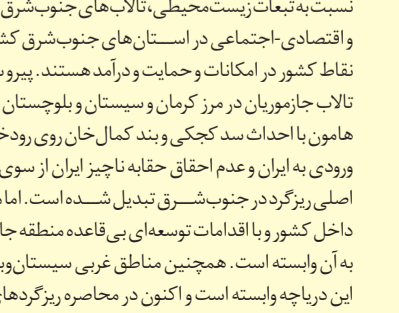 نسبت به تبعات زیست‌محیطی، تالاب‌های جنوب‌شرق
و اقتصادی-اجتماعی در استان‌های جنوب‌شرق کشـ
نقاط کشور در امکانات و حمایت و درآمد هستند. پیرو
تالاب جازموریان در مرز کرمان و سیستان و بلوچستان
هامون با احداث سد کجکی و بند کمال‌خان روی رودخـ
ورودی به ایران و عدم احقاق حقابه ناچیز ایران از سوی
اصلی ریزگرد در جنوب‌شرق تبدیل شده است. اما
داخل کشور و با اقدامات توسعه‌ای بی‌قاعده منطقه جا
به آن وابسته است. همچنین مناطق غربی سیستان‌وبـ
این دریاچه وابسته است و اکنون در محاصره ریزگردها